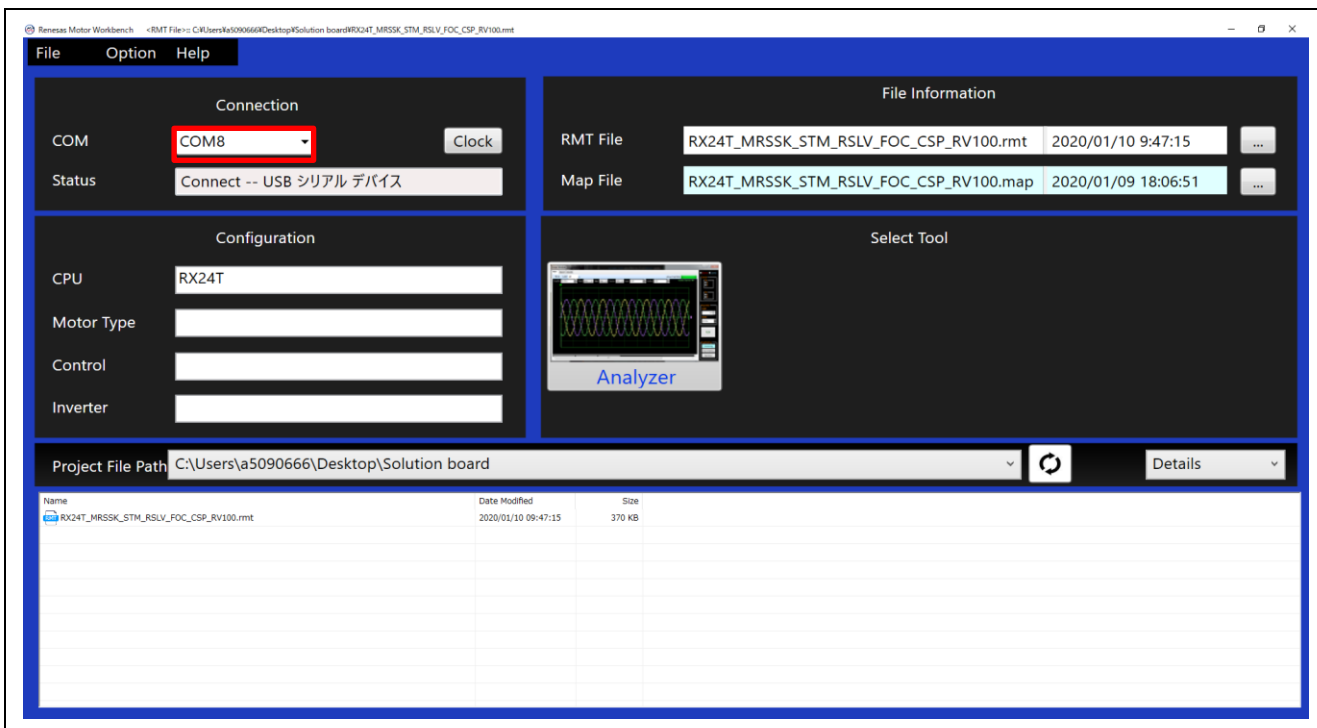 Renesas Motor Workbench <RMT File>:: C:¥Users¥a5090666¥Desktop¥Solution board¥RX24T_MRSSK_STM_RSLV_FOC_CSP_RV100.rmt
File Option Help
Connection
COM COM8 Clock
Status Connect -- USB シリアル デバイス
File Information
RMT File RX24T_MRSSK_STM_RSLV_FOC_CSP_RV100.rmt 2020/01/10 9:47:15 ...
Map File RX24T_MRSSK_STM_RSLV_FOC_CSP_RV100.map 2020/01/09 18:06:51 ...
Configuration
CPU RX24T
Motor Type
Control
Inverter
Select Tool
Analyzer
Project File Path C:\Users\a5090666\Desktop\Solution board Details
Name Date Modified Size
RX24T_MRSSK_STM_RSLV_FOC_CSP_RV100.rmt 2020/01/10 09:47:15 370 KB